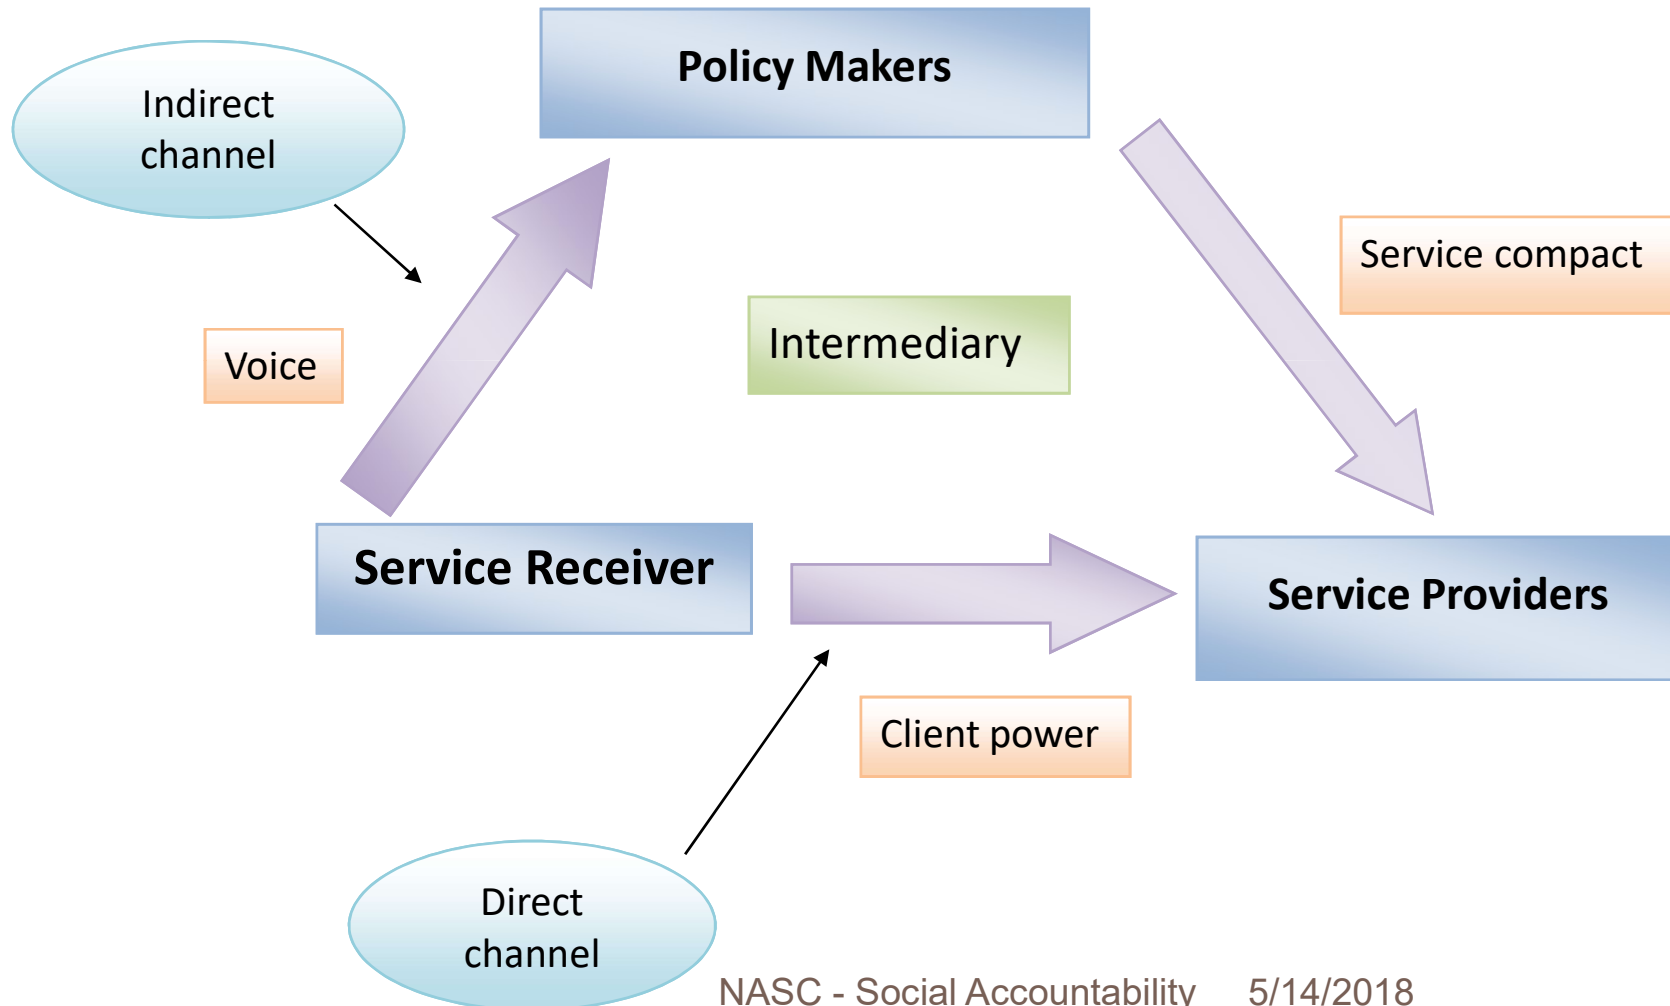 Policy Makers
Indirect
channel
Service compact
Intermediary
Voice
Service Receiver
Service Providers
Client power
Direct
channel
NASC - Social Accountability 5/14/2018